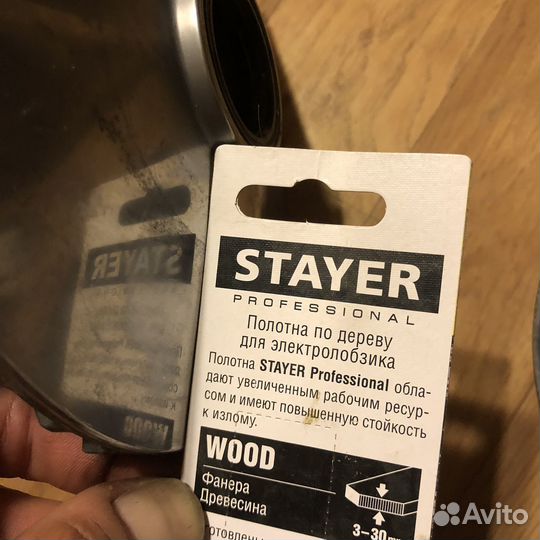 STAYER
PROFESSIONAL
Полотна по дереву
для электролобзика
Полотна STAYER Professional обла-
дают увеличенным рабочим ресур-
сом и имеют повышенную стойкость
к излому.
WOOD
Фанера
Древесина
3–30
Avito